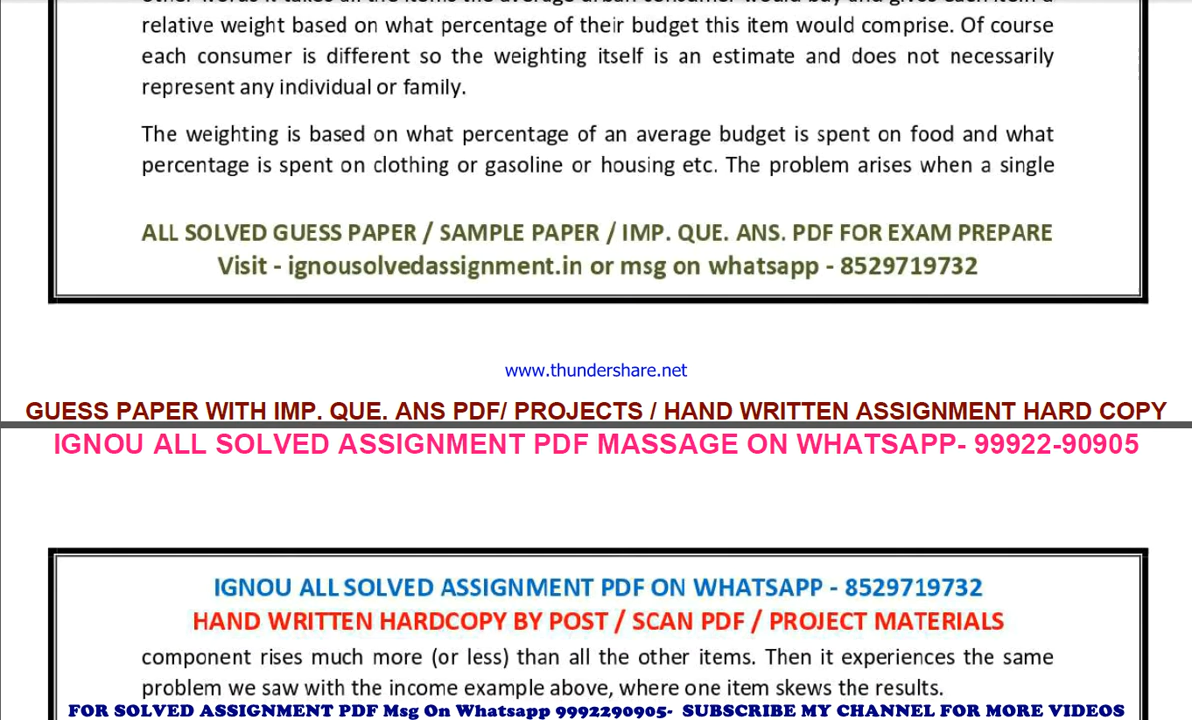 relative weight based on what percentage of their budget this item would comprise. Of course
each consumer is different so the weighting itself is an estimate and does not necessarily
represent any individual or family.
The weighting is based on what percentage of an average budget is spent on food and what
percentage is spent on clothing or gasoline or housing etc. The problem arises when a single
ALL SOLVED GUESS PAPER / SAMPLE PAPER / IMP. QUE. ANS. PDF FOR EXAM PREPARE
Visit - ignousolvedassignment.in or msg on whatsapp - 8529719732
www.thundershare.net
GUESS PAPER WITH IMP. QUE. ANS PDF/ PROJECTS / HAND WRITTEN ASSIGNMENT HARD COPY
IGNOU ALL SOLVED ASSIGNMENT PDF MASSAGE ON WHATSAPP- 99922-90905
IGNOU ALL SOLVED ASSIGNMENT PDF ON WHATSAPP - 8529719732
HAND WRITTEN HARDCOPY BY POST / SCAN PDF / PROJECT MATERIALS
component rises much more (or less) than all the other items. Then it experiences the same
problem we saw with the income example above, where one item skews the results.
FOR SOLVED ASSIGNMENT PDF Msg On Whatsapp 9992290905- SUBSCRIBE MY CHANNEL FOR MORE VIDEOS